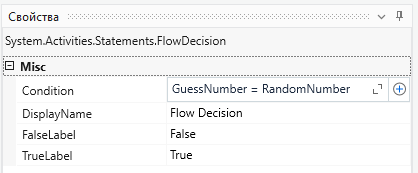 Свойства
System.Activities.Statements.FlowDecision
Misc
Condition GuessNumber = RandomNumber
DisplayName Flow Decision
FalseLabel False
TrueLabel True